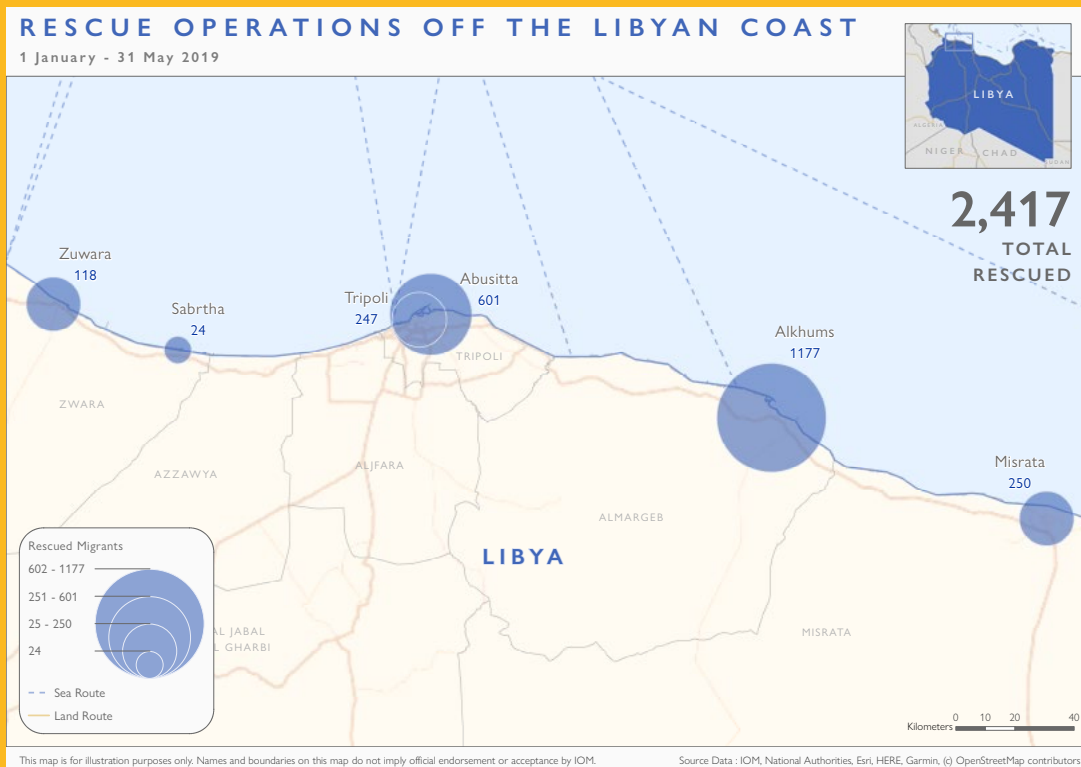 RESCUE OPERATIONS OFF THE LIBYAN COAST
1 January - 31 May 2019
LIBYA
ALGERIA
NIGER
CHAD
SUDAN
2,417
TOTAL
RESCUED
Zuwara
118
Sabrtha
24
Tripoli
247
Abusitta
601
Alkhums
1177
Misrata
250
TRIPOLI
ZWARA
AZZAWYA
ALJFARA
ALMARGEB
LIBYA
MISRATA
AL JABAL
L GHARBI
Rescued Migrants
602 - 1177
251 - 601
25 - 250
24
Sea Route
Land Route
Kilometers
0 10 20 40
This map is for illustration purposes only. Names and boundaries on this map do not imply official endorsement or acceptance by IOM.
Source Data : IOM, National Authorities, Esri, HERE, Garmin, (c) OpenStreetMap contributors